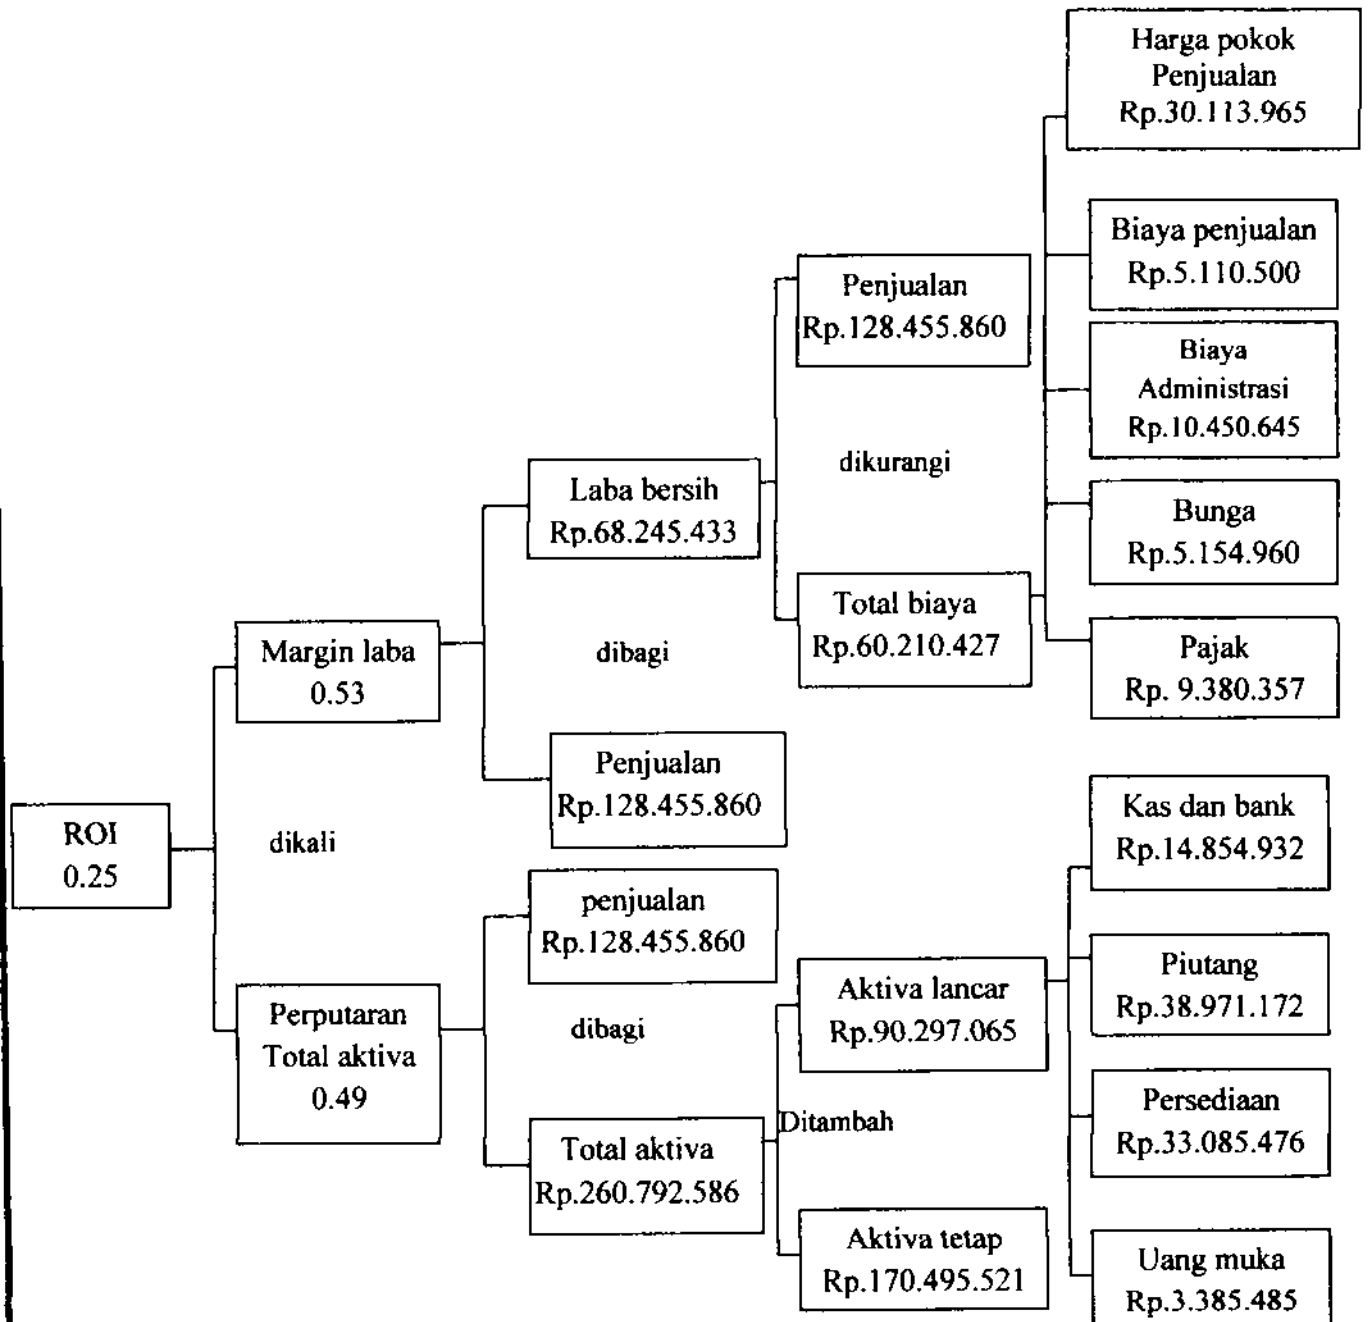 Harga pokok
Penjualan
Rp.30.113.965
Biaya penjualan
Rp.5.110.500
Penjualan
Rp.128.455.860
Biaya
Administrasi
Rp.10.450.645
dikurangi
Laba bersih
Rp.68.245.433
Bunga
Rp.5.154.960
Total biaya
Rp.60.210.427
Margin laba
0.53
dibagi
Pajak
Rp. 9.380.357
Penjualan
Rp.128.455.860
Kas dan bank
Rp.14.854.932
ROI
0.25
dikali
penjualan
Rp.128.455.860
Piutang
Rp.38.971.172
Aktiva lancar
Rp.90.297.065
Perputaran
Total aktiva
0.49
dibagi
Persediaan
Rp.33.085.476
Ditambah
Total aktiva
Rp.260.792.586
Aktiva tetap
Rp.170.495.521
Uang muka
Rp.3.385.485